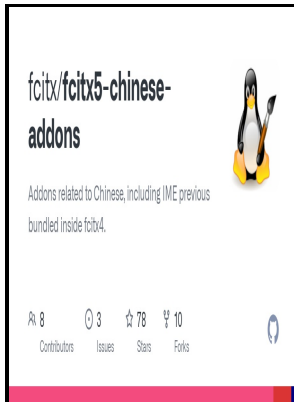 fcitx/fcitx5-chinese-
addons
Addons related to Chinese, including IME previous
bundled inside fcitx4.
8 3 78 10
Contributors Issues Stars Forks